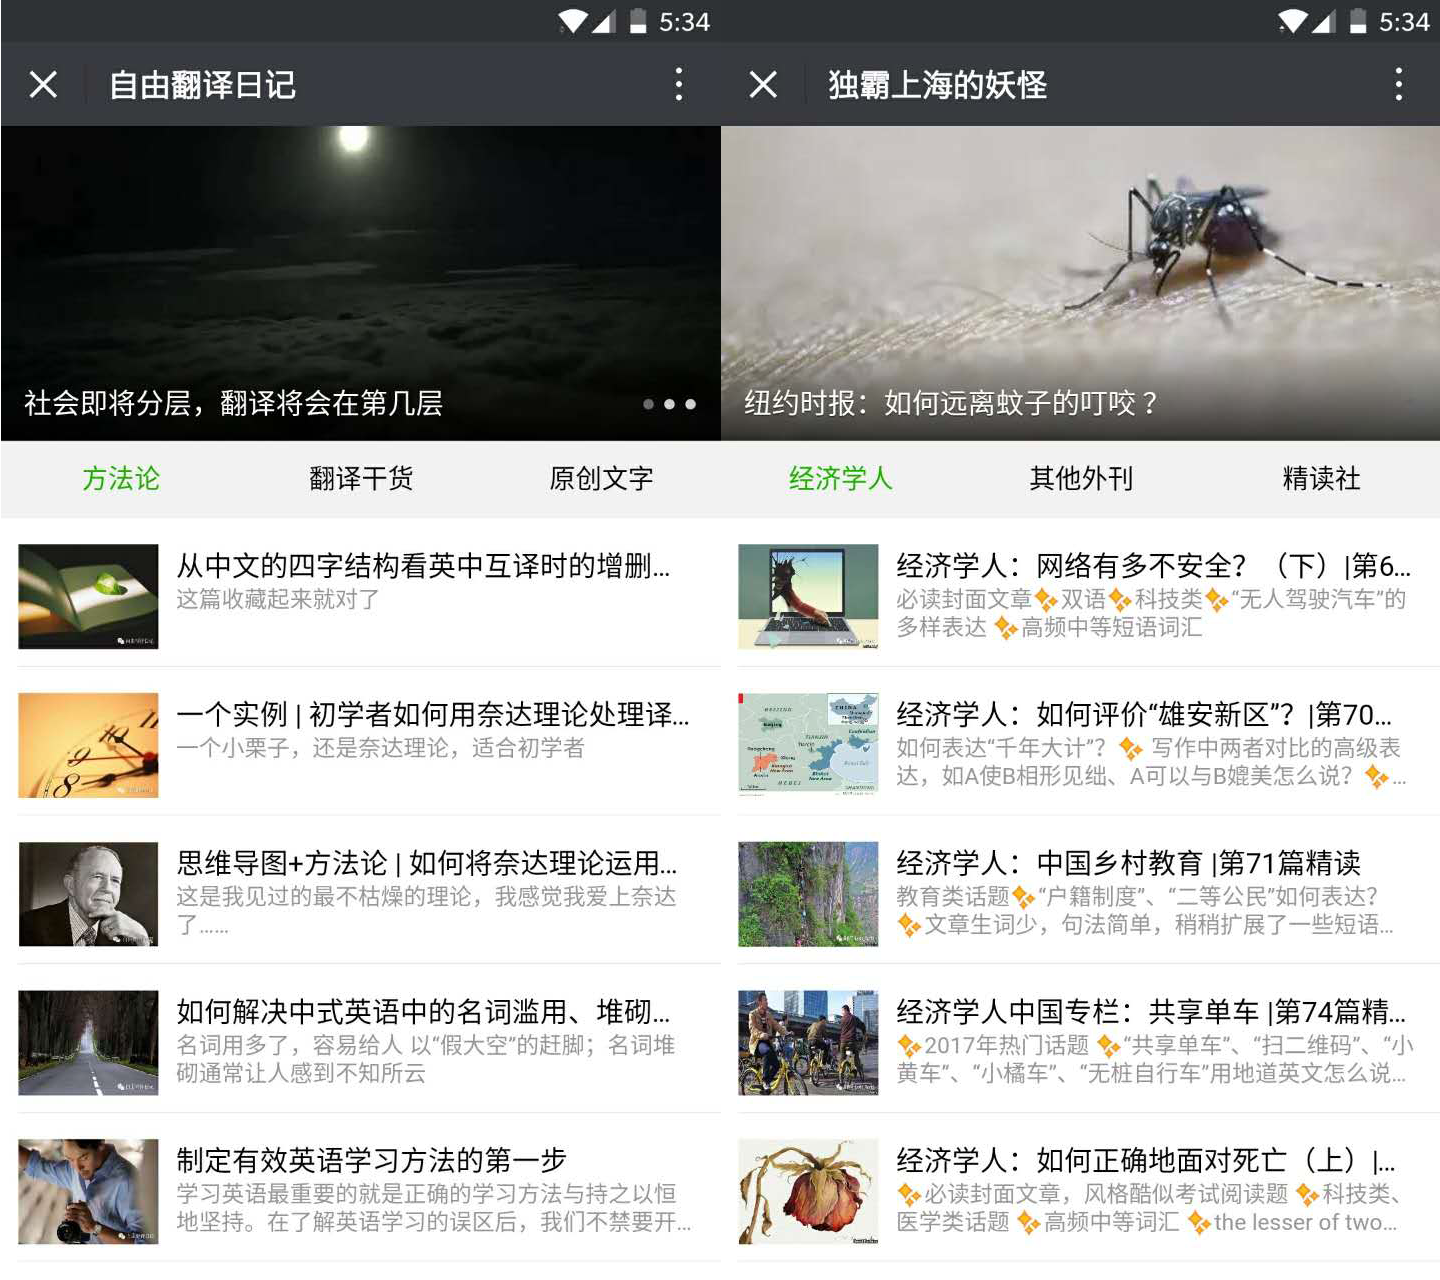 5:34
自由翻译日记
社会即将分层，翻译将会在第几层
方法论
翻译干货
原创文字
从中文的四字结构看英中互译时的增删...
这篇收藏起来就对了
一个实例 | 初学者如何用奈达理论处理译...
一个小栗子，还是奈达理论，适合初学者
思维导图+方法论 | 如何将奈达理论运用...
这是我见过的最不枯燥的理论，我感觉我爱上奈达
了......
如何解决中式英语中的名词滥用、堆砌...
名词用多了，容易给人 以“假大空”的赶脚；名词堆
砌通常让人感到不知所云
制定有效英语学习方法的第一步
学习英语最重要的就是正确的学习方法与持之以恒
地坚持。在了解英语学习的误区后，我们不禁要开...
5:34
独霸上海的妖怪
纽约时报：如何远离蚊子的叮咬 ？
经济学人
其他外刊
精读社
经济学人：网络有多不安全？（下）|第6...
必读封面文章✨双语✨科技类✨“无人驾驶汽车”的
多样表达 ✨高频中等短语词汇
经济学人：如何评价“雄安新区”？|第70...
如何表达“千年大计”？✨ 写作中两者对比的高级表
达，如A使B相形见绌、A可以与B媲美怎么说？✨...
经济学人：中国乡村教育 |第71篇精读
教育类话题✨“户籍制度”、“二等公民”如何表达？
✨文章生词少，句法简单，稍稍扩展了一些短语...
经济学人中国专栏：共享单车 |第74篇精...
✨2017年热门话题 ✨“共享单车”、“扫二维码”、“小
黄车”、“小橘车”、“无桩自行车”用地道英文怎么说...
经济学人：如何正确地面对死亡（上）|...
✨必读封面文章，风格酷似考试阅读题 ✨科技类、
医学类话题 ✨高频中等词汇 ✨the lesser of two...